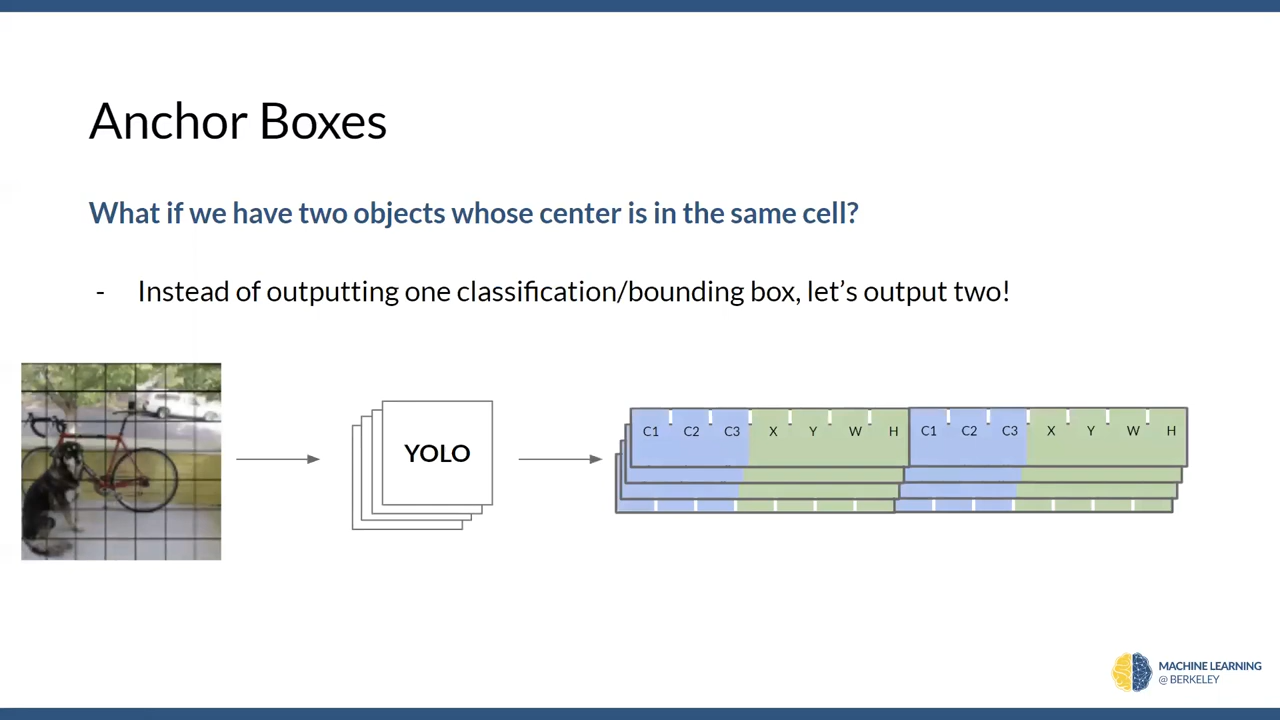 Anchor Boxes
What if we have two objects whose center is in the same cell?
- Instead of outputting one classification/bounding box, let's output two!
YOLO
C1 C2 C3 X Y W H C1 C2 C3 X Y W H
MACHINE LEARNING
@ BERKELEY